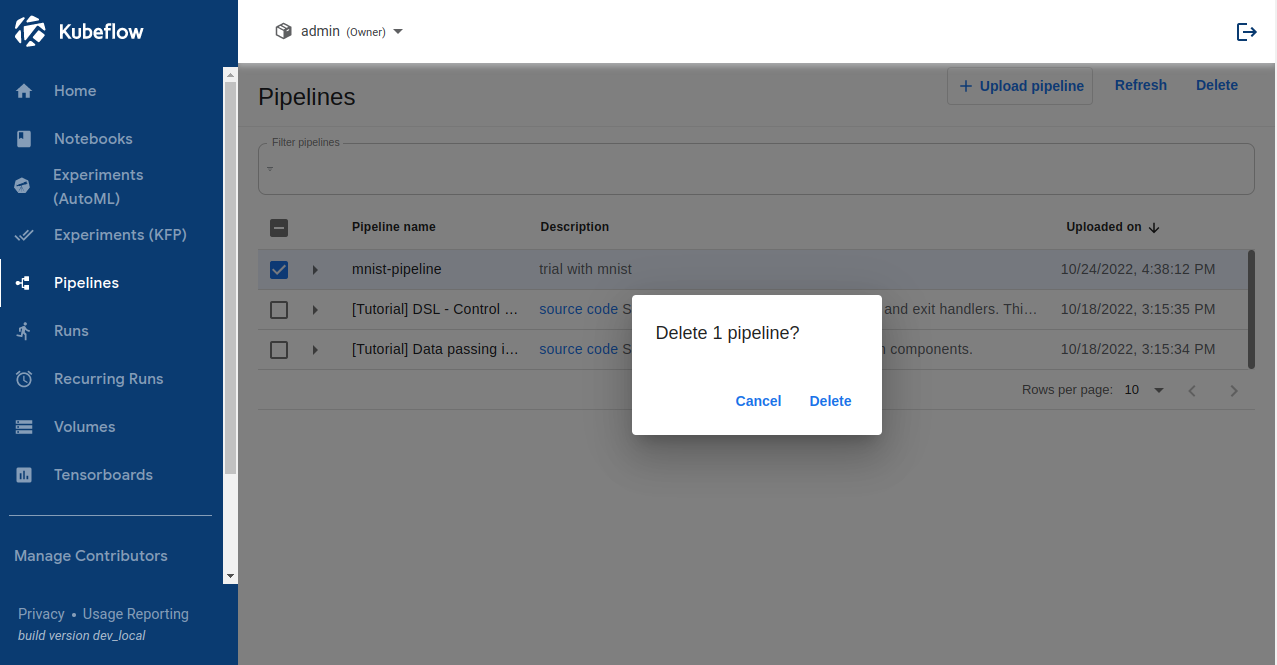 Kubeflow
admin (Owner)
Home
Notebooks
Experiments
(AutoML)
Experiments (KFP)
Pipelines
Runs
Recurring Runs
Volumes
Tensorboards
Manage Contributors
Privacy • Usage Reporting
build version dev_local
Pipelines
+ Upload pipeline
Refresh
Delete
Filter pipelines
Pipeline name Description Uploaded on
mnist-pipeline trial with mnist 10/24/2022, 4:38:12 PM
[Tutorial] DSL - Control ... source code S and exit handlers. Thi... 10/18/2022, 3:15:35 PM
[Tutorial] Data passing i... source code S components. 10/18/2022, 3:15:34 PM
Rows per page: 10
Delete 1 pipeline?
Cancel Delete